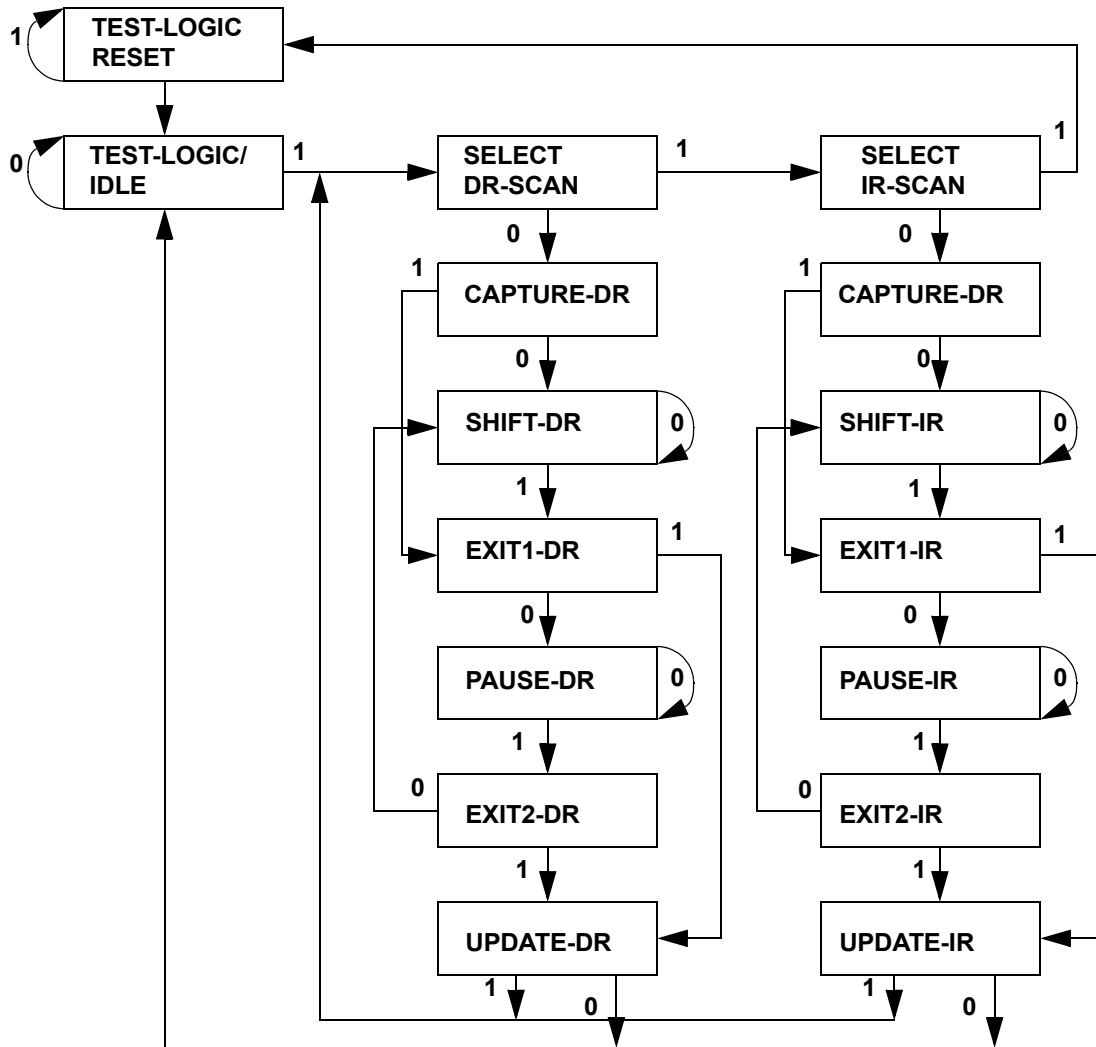 1
TEST-LOGIC
RESET
0
TEST-LOGIC/
IDLE
1
SELECT
DR-SCAN
1
SELECT
IR-SCAN
1
0
0
1
CAPTURE-DR
1
CAPTURE-DR
0
0
SHIFT-DR
0
SHIFT-IR
0
1
1
EXIT1-DR
1
EXIT1-IR
1
0
0
PAUSE-DR
0
PAUSE-IR
0
1
1
0
EXIT2-DR
0
EXIT2-IR
1
1
UPDATE-DR
UPDATE-IR
1
0
1
0